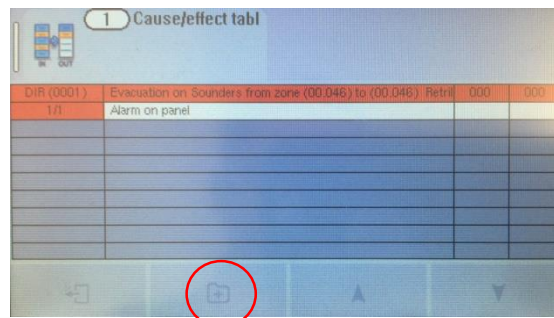 1 Cause/effect tabl
IN OUT
DIR (0001) Evacuation on Sounders from zone (00.046) to (00.046) Retril 000 000
1/1 Alarm on panel